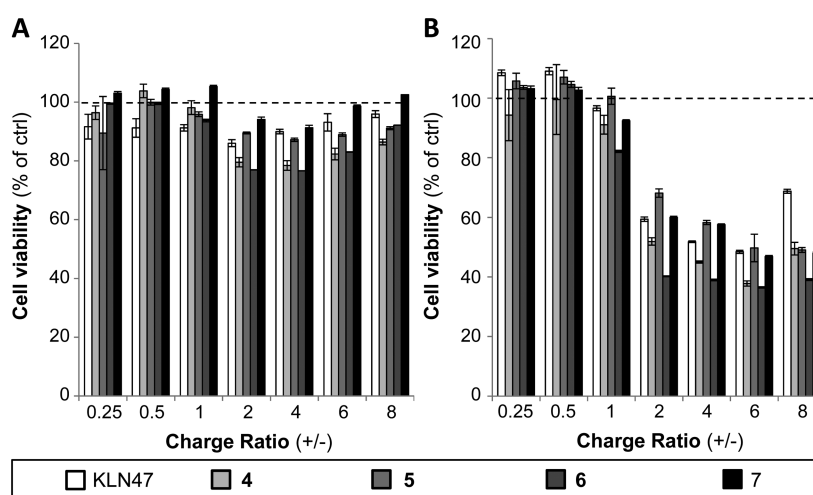 A
Cell viability (% of ctrl)
120
100
80
60
40
20
0
0.25 0.5 1 2 4 6 8
Charge Ratio (+/-)
B
Cell viability (% of ctrl)
120
100
80
60
40
20
0
0.25 0.5 1 2 4 6 8
Charge Ratio (+/-)
KLN47 4 5 6 7